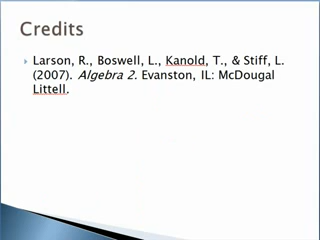 Credits
Larson, R., Boswell, L., Kanold, T., & Stiff, L.
(2007). Algebra 2. Evanston, IL: McDougal
Littell.